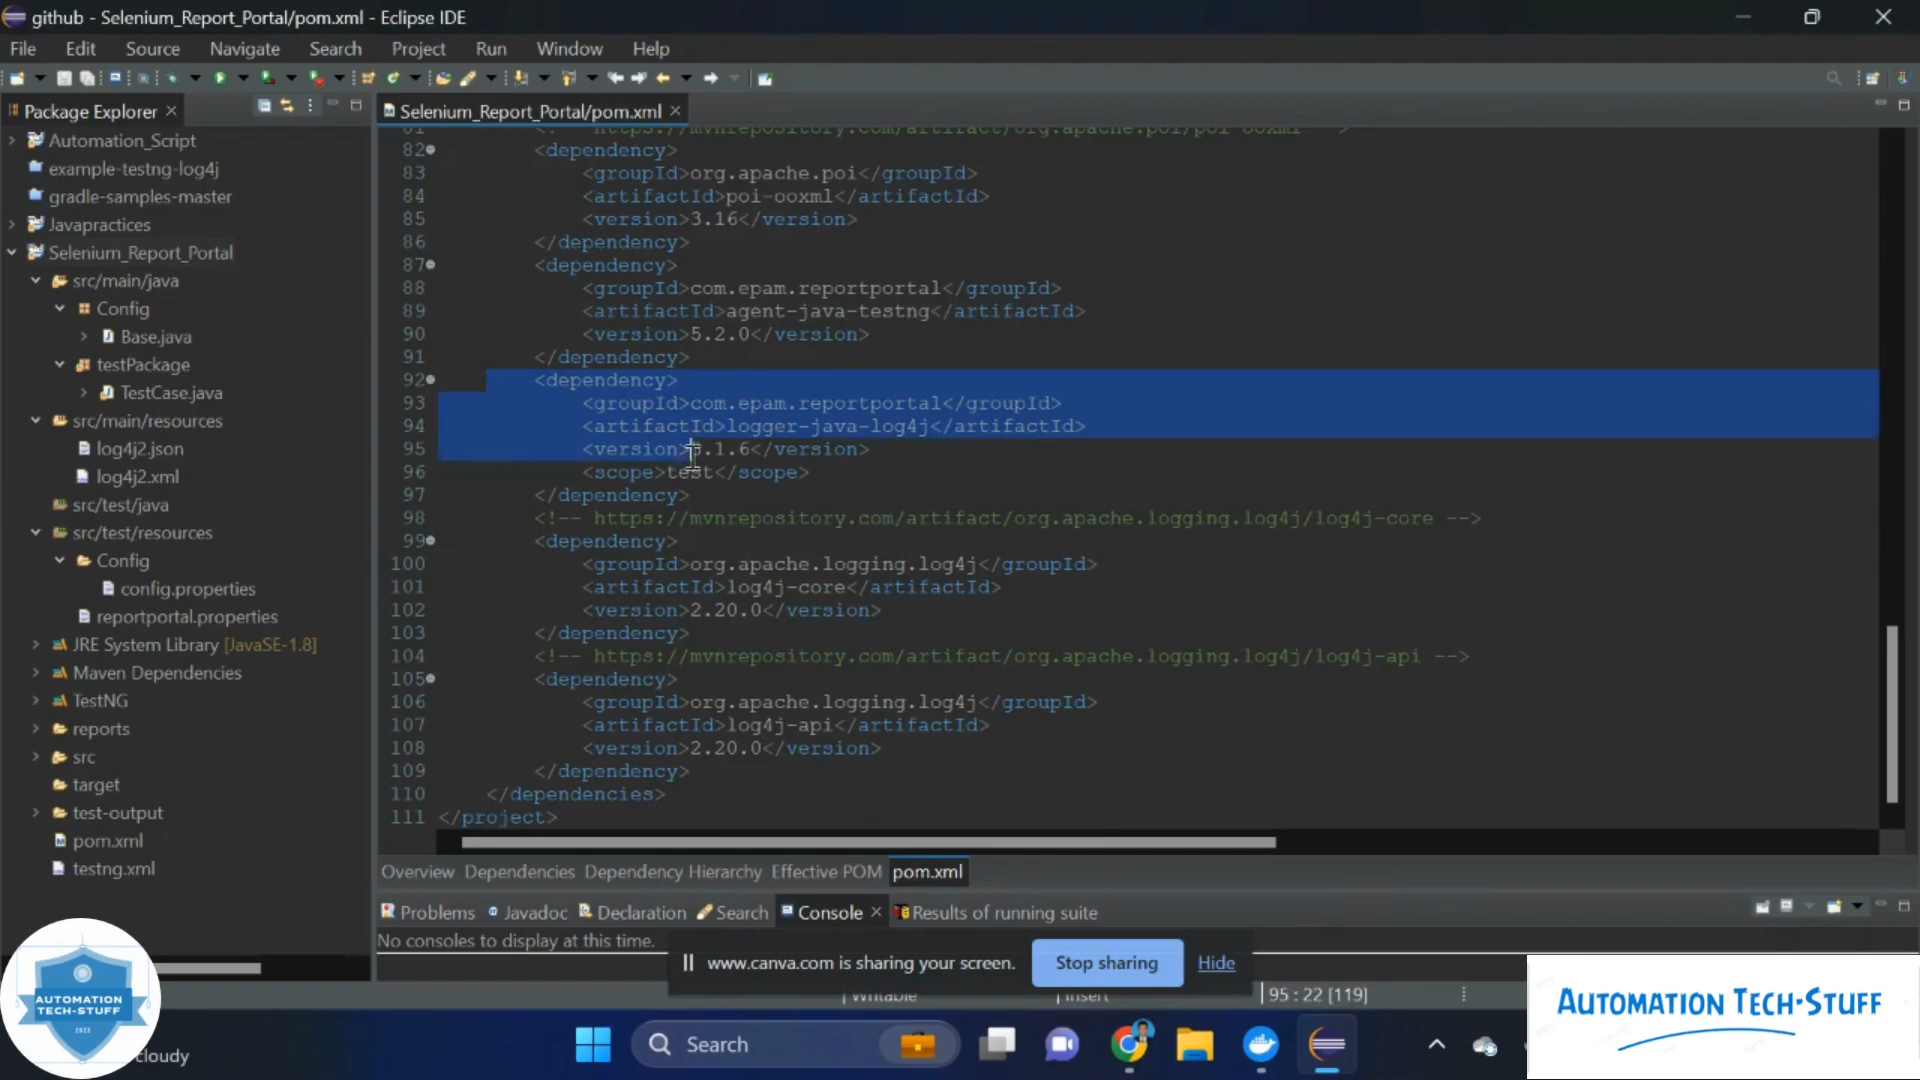 github - Selenium_Report_Portal/pom.xml - Eclipse IDE
File Edit Source Navigate Search Project Run Window Help
Package Explorer
Automation_Script
example-testng-log4j
gradle-samples-master
Javapractices
Selenium_Report_Portal
src/main/java
Config
Base.java
testPackage
TestCase.java
src/main/resources
log4j2.json
log4j2.xml
src/test/java
src/test/resources
Config
config.properties
reportportal.properties
JRE System Library [JavaSE-1.8]
Maven Dependencies
TestNG
reports
src
target
test-output
pom.xml
testng.xml
Selenium_Report_Portal/pom.xml
81 <!-- https://mvnrepository.com/artifact/org.apache.poi/poi-ooxml -->
82 <dependency>
83 <groupId>org.apache.poi</groupId>
84 <artifactId>poi-ooxml</artifactId>
85 <version>3.16</version>
86 </dependency>
87 <dependency>
88 <groupId>com.epam.reportportal</groupId>
89 <artifactId>agent-java-testng</artifactId>
90 <version>5.2.0</version>
91 </dependency>
92 <dependency>
93 <groupId>com.epam.reportportal</groupId>
94 <artifactId>logger-java-log4j</artifactId>
95 <version>.1.6</version>
96 <scope>test</scope>
97 </dependency>
98 <!-- https://mvnrepository.com/artifact/org.apache.logging.log4j/log4j-core -->
99 <dependency>
100 <groupId>org.apache.logging.log4j</groupId>
101 <artifactId>log4j-core</artifactId>
102 <version>2.20.0</version>
103 </dependency>
104 <!-- https://mvnrepository.com/artifact/org.apache.logging.log4j/log4j-api -->
105 <dependency>
106 <groupId>org.apache.logging.log4j</groupId>
107 <artifactId>log4j-api</artifactId>
108 <version>2.20.0</version>
109 </dependency>
110 </dependencies>
111 </project>
Overview Dependencies Dependency Hierarchy Effective POM pom.xml
Problems Javadoc Declaration Search Console Results of running suite
No consoles to display at this time.
www.canva.com is sharing your screen. Stop sharing Hide
Writable Insert 95 : 22 [119]
AUTOMATION
TECH-STUFF
2023
cloudy
Search
AUTOMATION TECH-STUFF